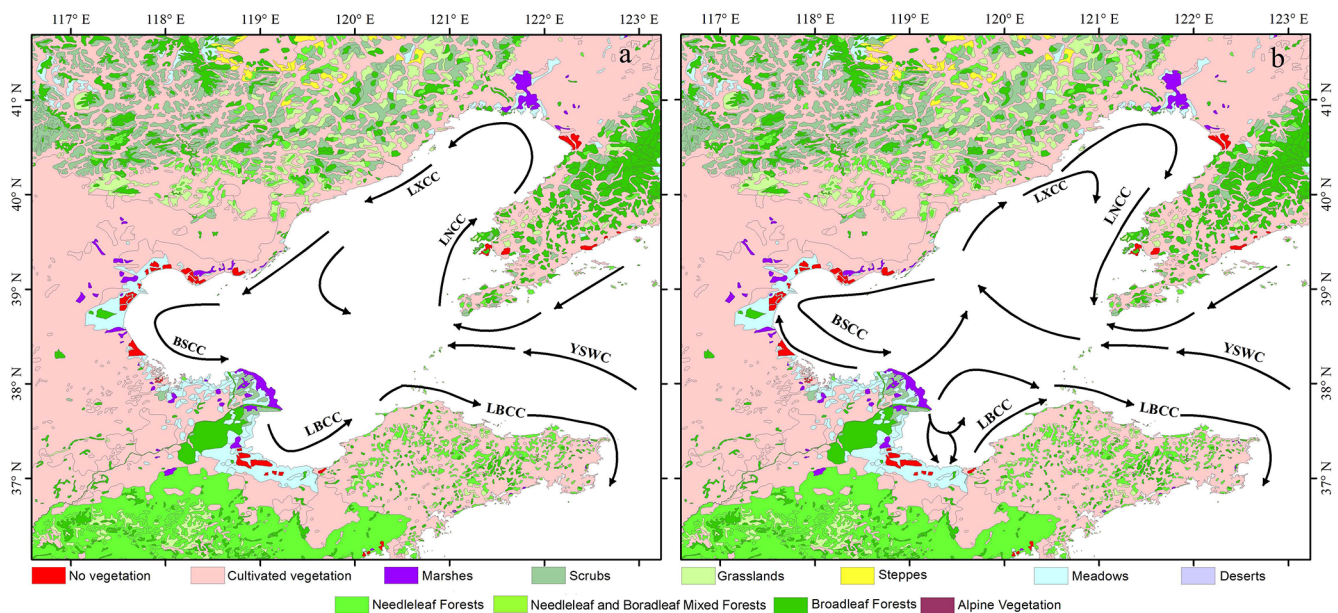 117° E 118° E 119° E 120° E 121° E 122° E 123° E 117° E 118° E 119° E 120° E 121° E 122° E 123° E
a
b
41° N
40° N
39° N
38° N
37° N
41° N
40° N
39° N
38° N
37° N
LXCC
LNCC
BSCC
YSWC
LBCC
LBCC
LXCC
LNCC
BSCC
YSWC
LBCC
LBCC
No vegetation Cultivated vegetation Marshes Scrubs Grasslands Steppes Meadows Deserts
Needleleaf Forests Needleleaf and Boradleaf Mixed Forests Broadleaf Forests Alpine Vegetation